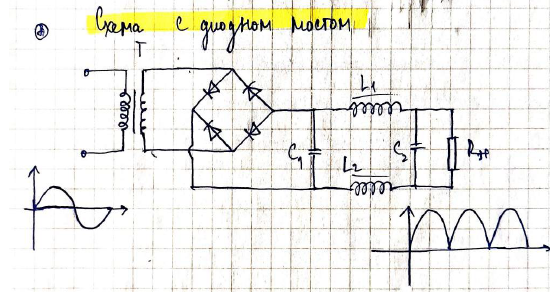 Схема с диодном мостом
T
L1
C1
C2
Rн
L2